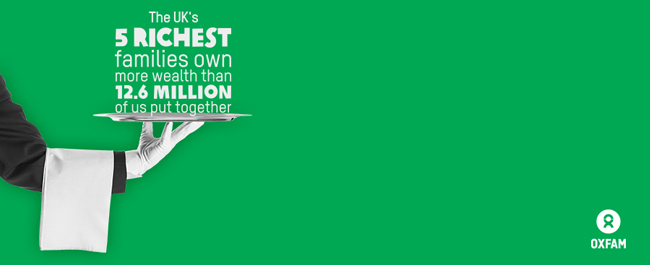 The UK's
5 RICHEST
families own
more wealth than
12.6 MILLION
of us put together
OXFAM